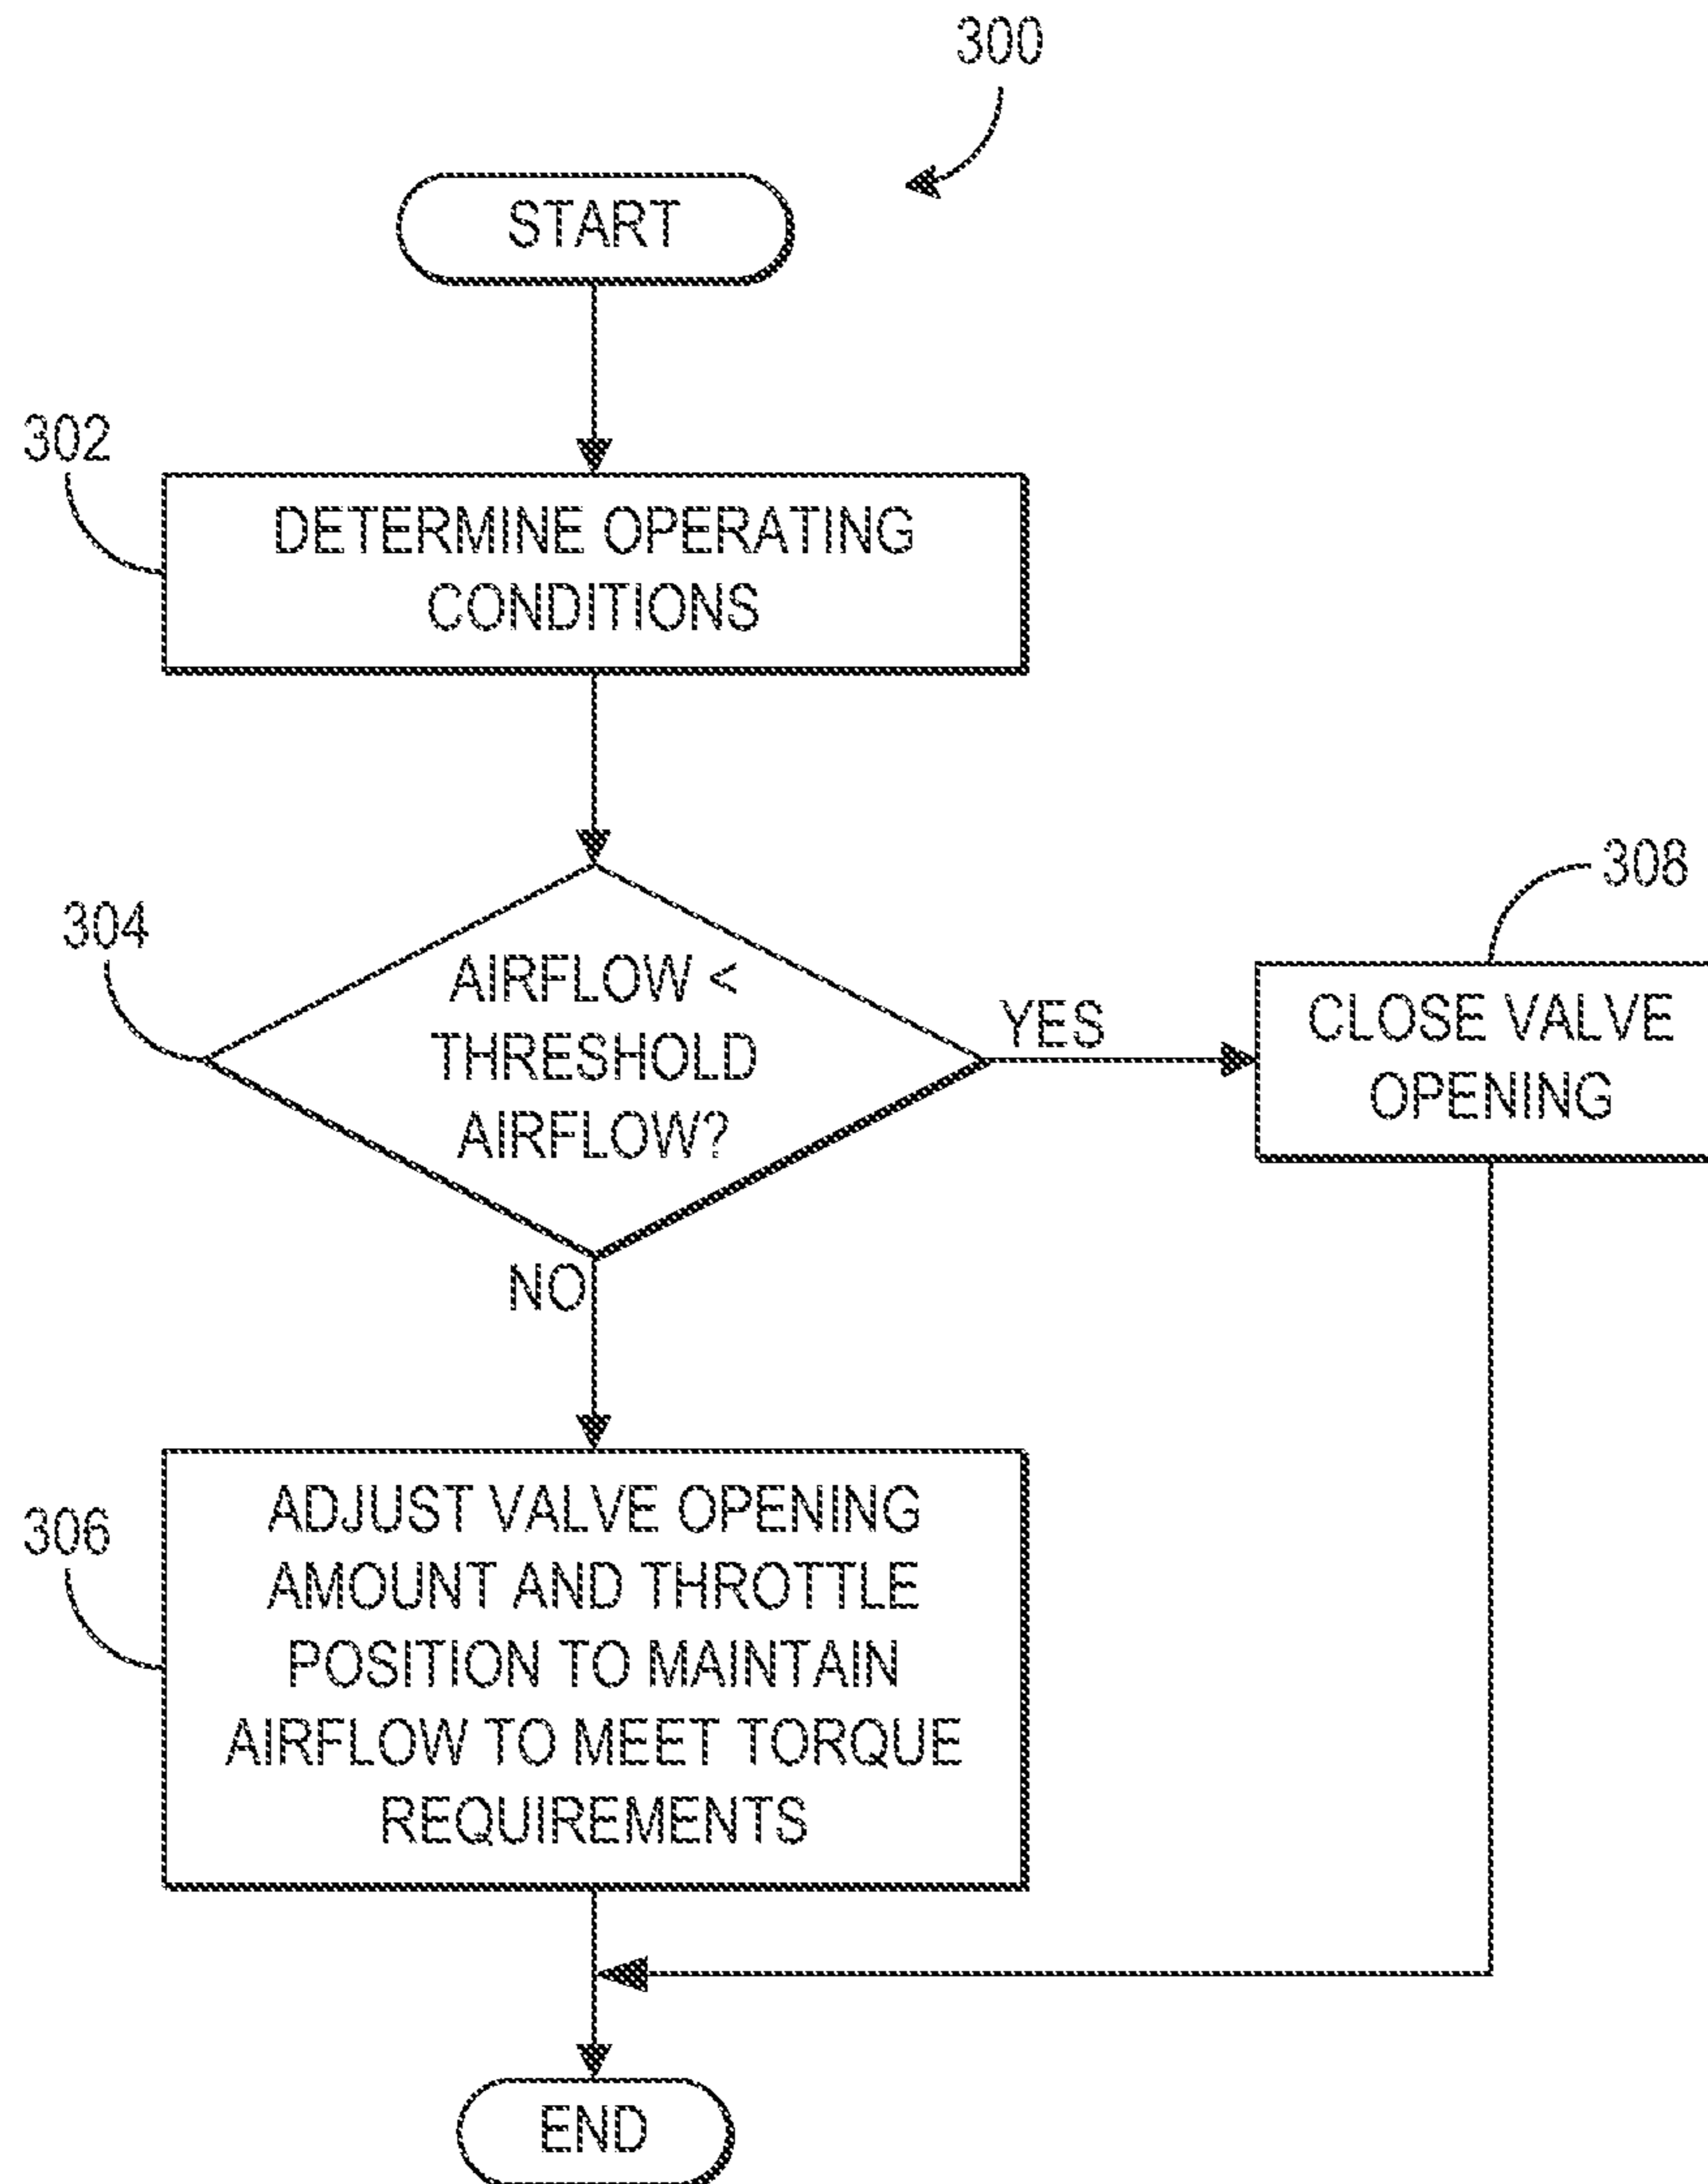 300
START
302
DETERMINE OPERATING
CONDITIONS
304
AIRFLOW <
THRESHOLD
AIRFLOW?
YES
308
CLOSE VALVE
OPENING
NO
306
ADJUST VALVE OPENING
AMOUNT AND THROTTLE
POSITION TO MAINTAIN
AIRFLOW TO MEET TORQUE
REQUIREMENTS
END